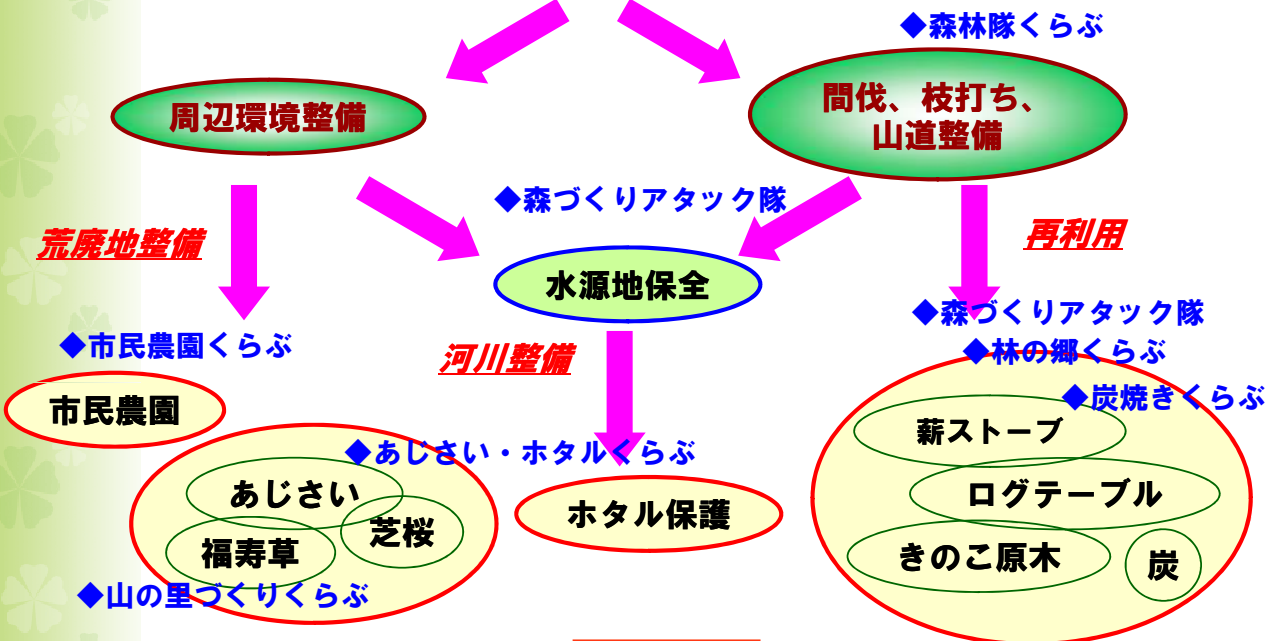 ◆森林隊くらぶ
周辺環境整備
間伐、枝打ち、
山道整備
◆森づくりアタック隊
荒廃地整備
再利用
水源地保全
◆森づくりアタック隊
◆市民農園くらぶ
河川整備
◆林の郷くらぶ
◆炭焼きくらぶ
市民農園
薪ストーブ
◆あじさい・ホタルくらぶ
あじさい
ログテーブル
ホタル保護
芝桜
福寿草
きのこ原木
炭
◆山の里づくりくらぶ